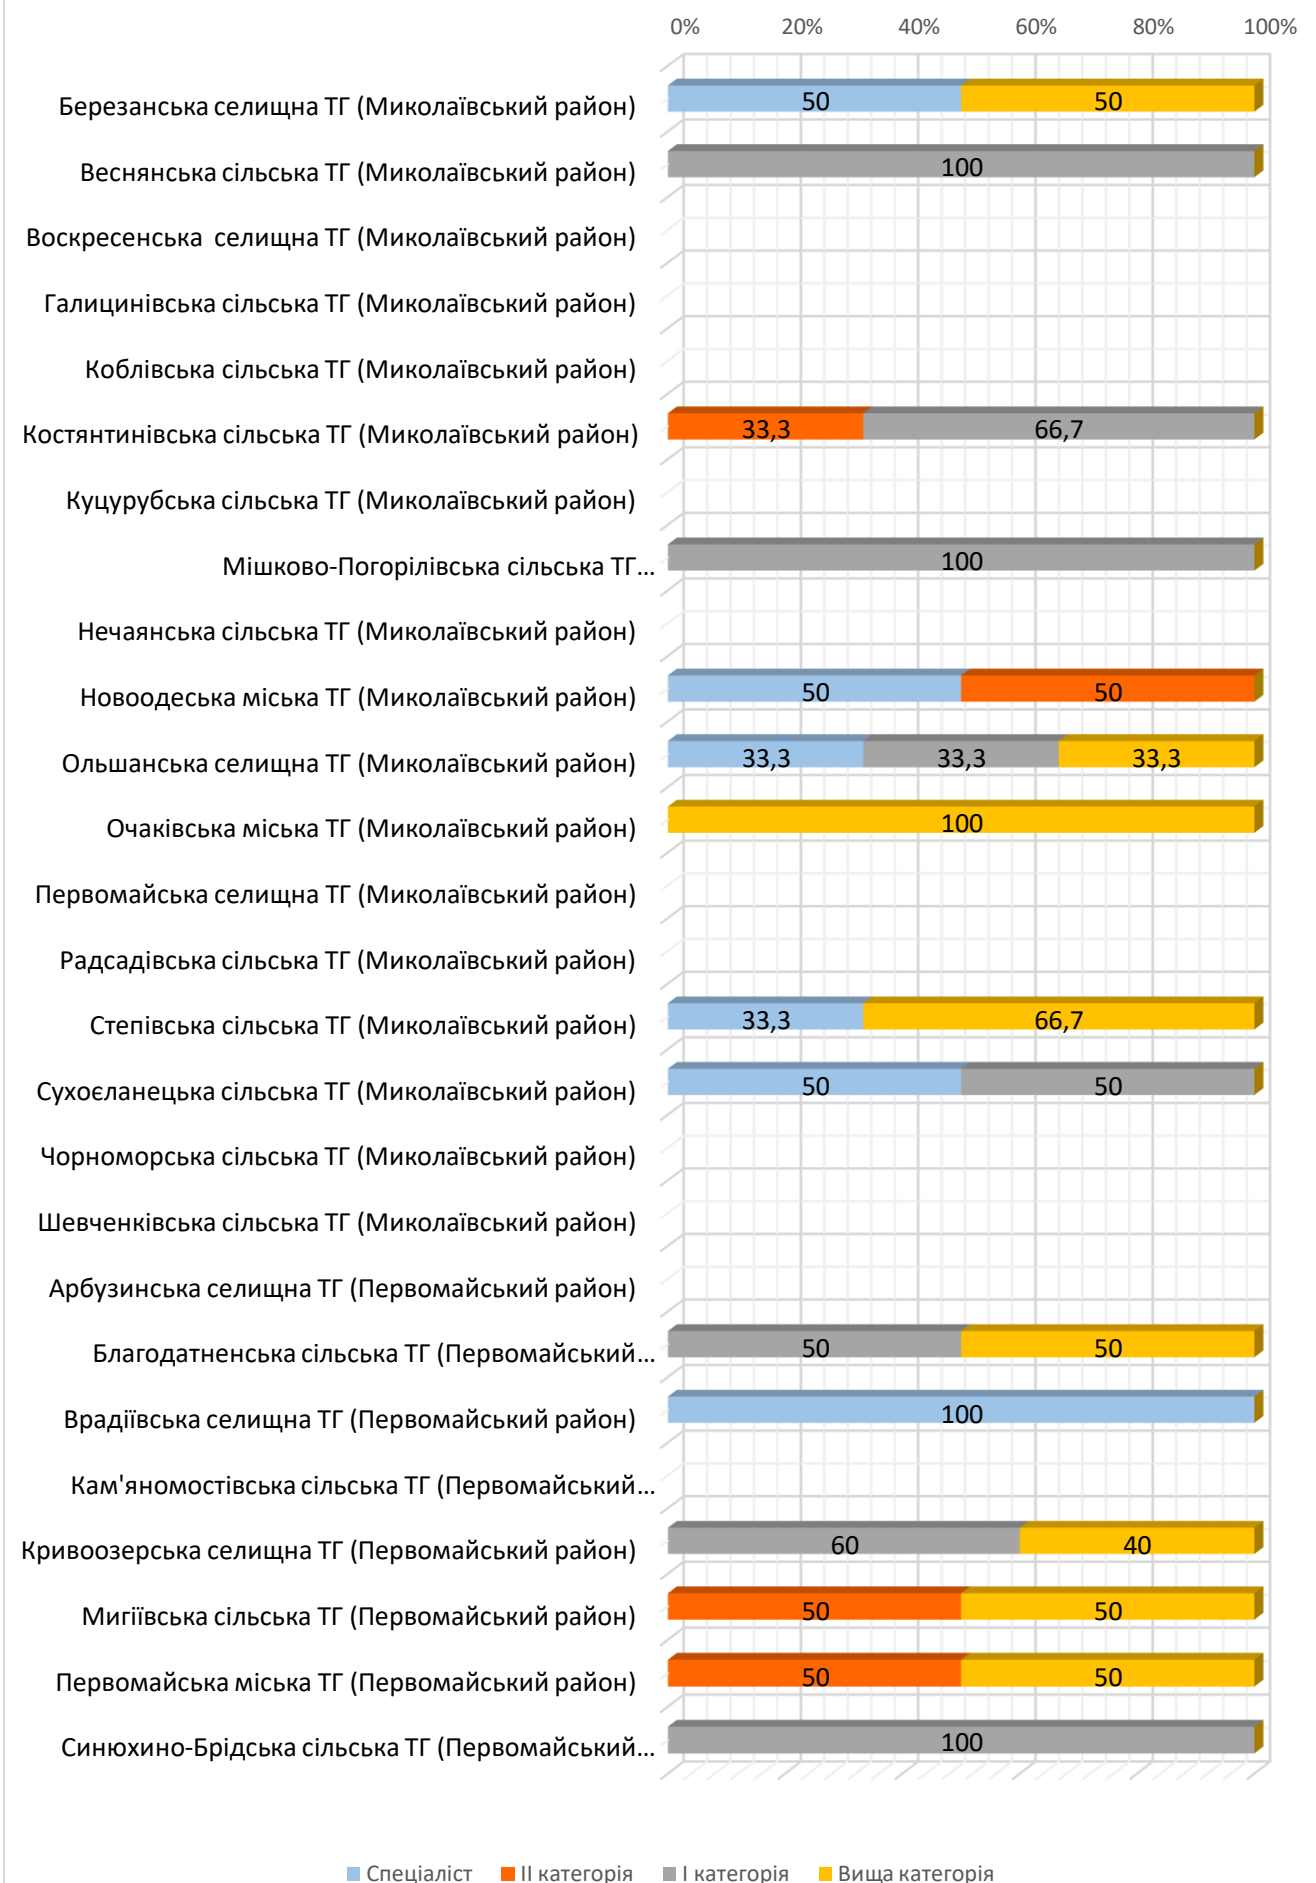 0% 20% 40% 60% 80% 100%
Березанська селищна ТГ (Миколаївський район) 50 50
Веснянська сільська ТГ (Миколаївський район) 100
Воскресенська селищна ТГ (Миколаївський район)
Галицинівська сільська ТГ (Миколаївський район)
Коблівська сільська ТГ (Миколаївський район)
Костянтинівська сільська ТГ (Миколаївський район) 33,3 66,7
Куцурубська сільська ТГ (Миколаївський район)
Мішково-Погорілівська сільська ТГ... 100
Нечаянська сільська ТГ (Миколаївський район)
Новоодеська міська ТГ (Миколаївський район) 50 50
Ольшанська селищна ТГ (Миколаївський район) 33,3 33,3 33,3
Очаківська міська ТГ (Миколаївський район) 100
Первомайська селищна ТГ (Миколаївський район)
Радсадівська сільська ТГ (Миколаївський район)
Степівська сільська ТГ (Миколаївський район) 33,3 66,7
Сухоєланецька сільська ТГ (Миколаївський район) 50 50
Чорноморська сільська ТГ (Миколаївський район)
Шевченківська сільська ТГ (Миколаївський район)
Арбузинська селищна ТГ (Первомайський район)
Благодатненська сільська ТГ (Первомайський... 50 50
Врадіївська селищна ТГ (Первомайський район) 100
Кам'яномостівська сільська ТГ (Первомайський...
Кривоозерська селищна ТГ (Первомайський район) 60 40
Мигіївська сільська ТГ (Первомайський район) 50 50
Первомайська міська ТГ (Первомайський район) 50 50
Синюхино-Брідська сільська ТГ (Первомайський... 100
Спеціаліст ІІ категорія І категорія Вища категорія